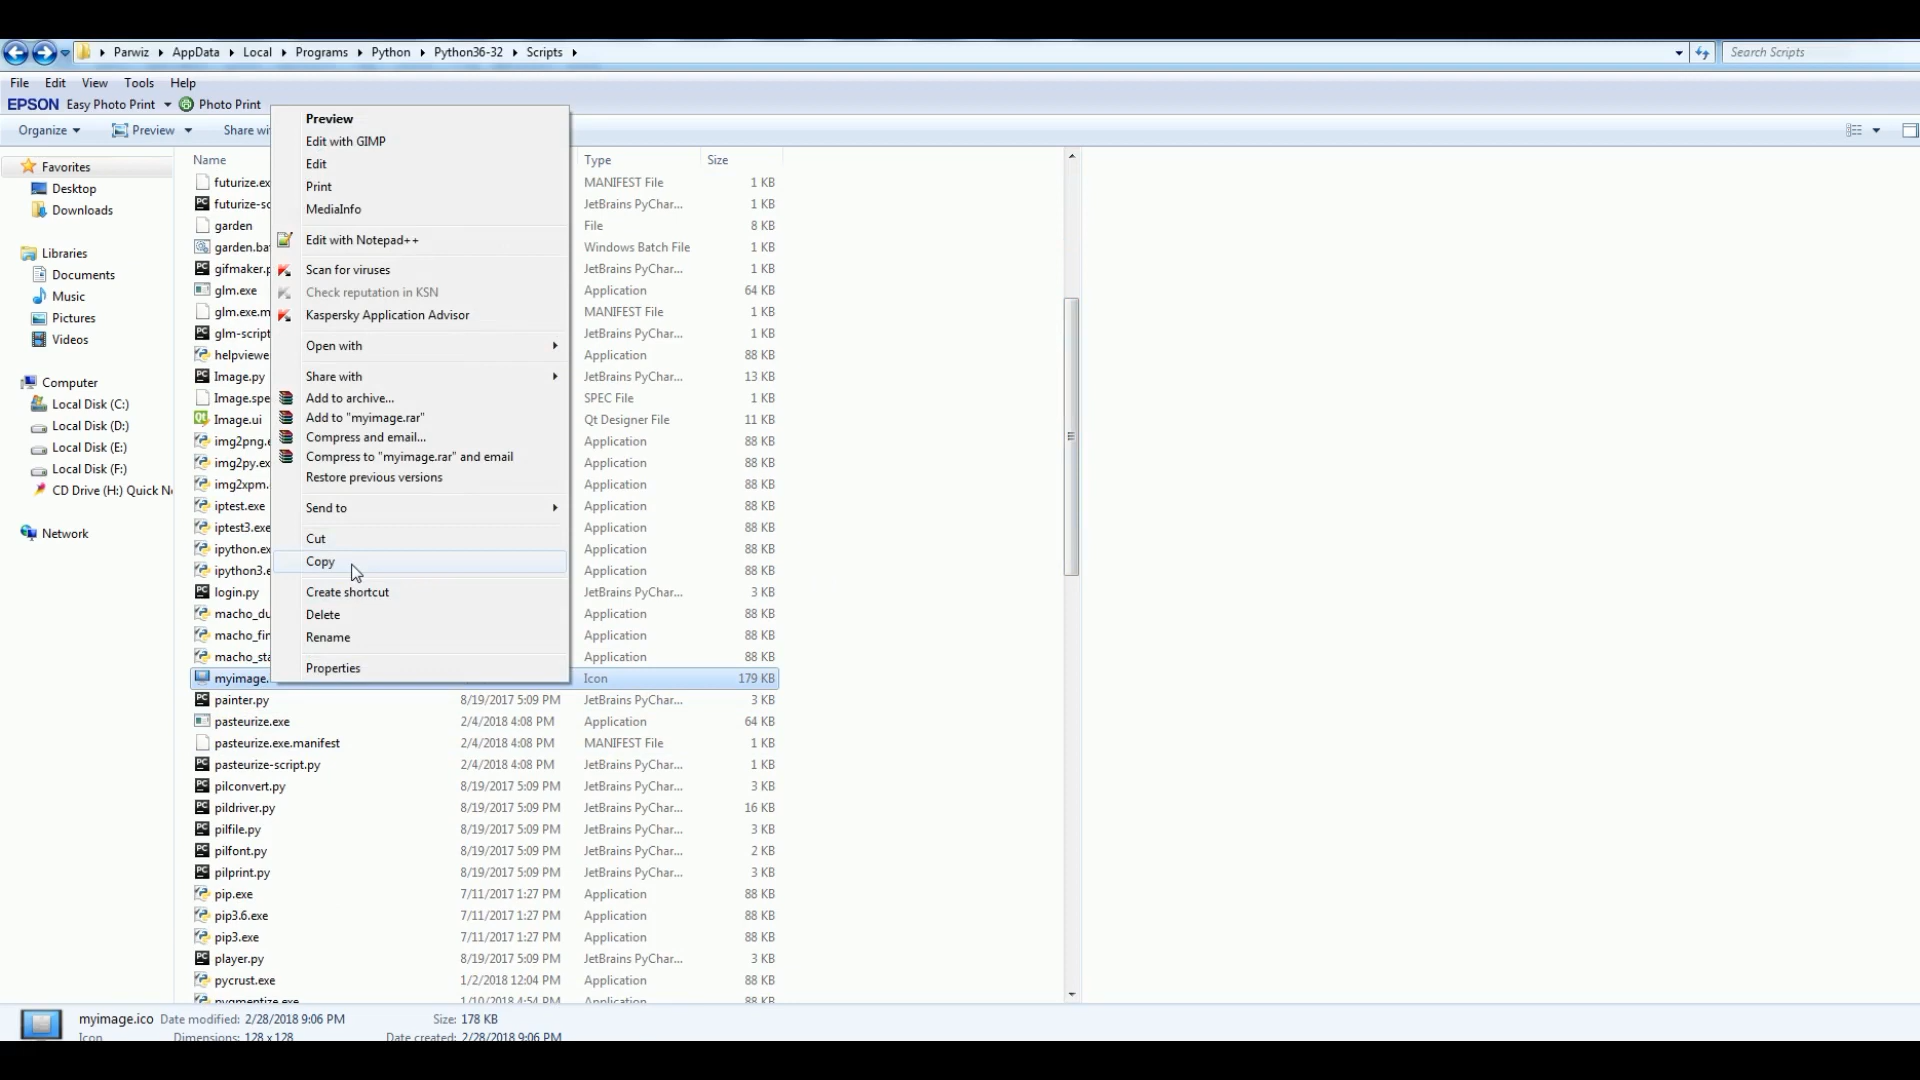 Parwiz AppData Local Programs Python Python36-32 Scripts Search Scripts
File Edit View Tools Help
EPSON Easy Photo Print Photo Print
Organize Preview Share wi
Favorites
Desktop
Downloads
Libraries
Documents
Music
Pictures
Videos
Computer
Local Disk (C:)
Local Disk (D:)
Local Disk (E:)
Local Disk (F:)
CD Drive (H:) Quick N
Network
Preview
Edit with GIMP
Edit
Print
MediaInfo
Edit with Notepad++
Scan for viruses
Check reputation in KSN
Kaspersky Application Advisor
Open with
Share with
Add to archive...
Add to "myimage.rar"
Compress and email...
Compress to "myimage.rar" and email
Restore previous versions
Send to
Cut
Copy
Create shortcut
Delete
Rename
Properties
Name Type Size
futurize.ex MANIFEST File 1 KB
futurize-sc JetBrains PyChar... 1 KB
garden File 8 KB
garden.ba Windows Batch File 1 KB
gifmaker.p JetBrains PyChar... 1 KB
glm.exe Application 64 KB
glm.exe.m MANIFEST File 1 KB
glm-script JetBrains PyChar... 1 KB
helpviewe Application 88 KB
Image.py JetBrains PyChar... 13 KB
Image.spe SPEC File 1 KB
Image.ui Qt Designer File 11 KB
img2png.e Application 88 KB
img2py.ex Application 88 KB
img2xpm. Application 88 KB
iptest.exe Application 88 KB
iptest3.exe Application 88 KB
ipython.ex Application 88 KB
ipython3.e Application 88 KB
login.py JetBrains PyChar... 3 KB
macho_du Application 88 KB
macho_fin Application 88 KB
macho_sta Application 88 KB
myimage. Icon 179 KB
painter.py 8/19/2017 5:09 PM JetBrains PyChar... 3 KB
pasteurize.exe 2/4/2018 4:08 PM Application 64 KB
pasteurize.exe.manifest 2/4/2018 4:08 PM MANIFEST File 1 KB
pasteurize-script.py 2/4/2018 4:08 PM JetBrains PyChar... 1 KB
pilconvert.py 8/19/2017 5:09 PM JetBrains PyChar... 3 KB
pildriver.py 8/19/2017 5:09 PM JetBrains PyChar... 16 KB
pilfile.py 8/19/2017 5:09 PM JetBrains PyChar... 3 KB
pilfont.py 8/19/2017 5:09 PM JetBrains PyChar... 2 KB
pilprint.py 8/19/2017 5:09 PM JetBrains PyChar... 3 KB
pip.exe 7/11/2017 1:27 PM Application 88 KB
pip3.6.exe 7/11/2017 1:27 PM Application 88 KB
pip3.exe 7/11/2017 1:27 PM Application 88 KB
player.py 8/19/2017 5:09 PM JetBrains PyChar... 3 KB
pycrust.exe 1/2/2018 12:04 PM Application 88 KB
pygmentize.exe 1/10/2018 4:54 PM Application 88 KB
myimage.ico Date modified: 2/28/2018 9:06 PM Size: 178 KB
Icon Dimensions: 128 x 128 Date created: 2/28/2018 9:06 PM